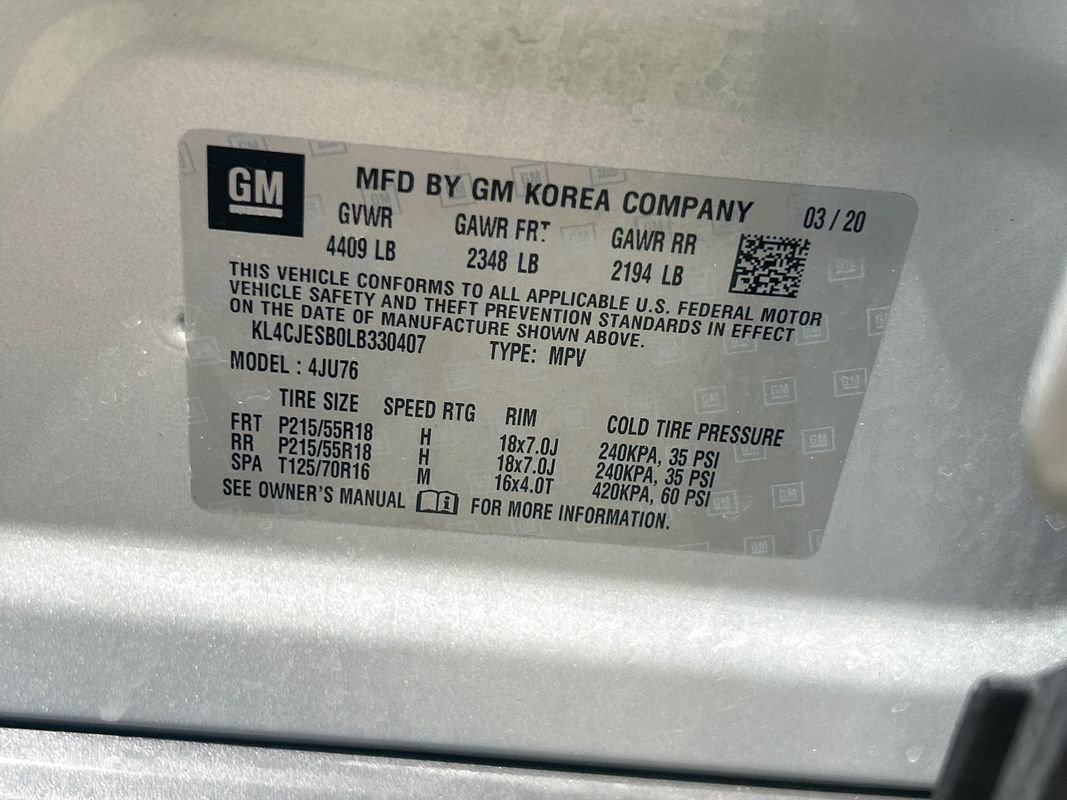 GM
MFD BY GM KOREA COMPANY 03 / 20
GVWR GAWR FRT GAWR RR
4409 LB 2348 LB 2194 LB
THIS VEHICLE CONFORMS TO ALL APPLICABLE U.S. FEDERAL MOTOR
VEHICLE SAFETY AND THEFT PREVENTION STANDARDS IN EFFECT
ON THE DATE OF MANUFACTURE SHOWN ABOVE.
KL4CJESB0LB330407 TYPE: MPV
MODEL : 4JU76
TIRE SIZE SPEED RTG RIM COLD TIRE PRESSURE
FRT P215/55R18 H 18x7.0J 240KPA, 35 PSI
RR P215/55R18 H 18x7.0J 240KPA, 35 PSI
SPA T125/70R16 M 16x4.0T 420KPA, 60 PSI
SEE OWNER'S MANUAL FOR MORE INFORMATION.